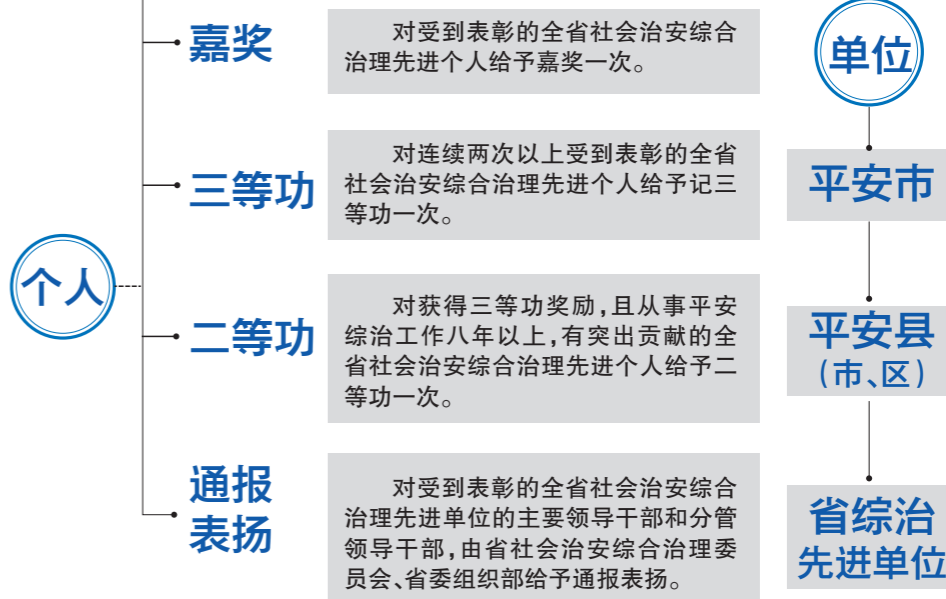 个人
嘉奖
对受到表彰的全省社会治安综合
治理先进个人给予嘉奖一次。
三等功
对连续两次以上受到表彰的全省
社会治安综合治理先进个人给予记三
等功一次。
二等功
对获得三等功奖励,且从事平安
综治工作八年以上,有突出贡献的全
省社会治安综合治理先进个人给予二
等功一次。
通报
表扬
对受到表彰的全省社会治安综合
治理先进单位的主要领导干部和分管
领导干部,由省社会治安综合治理委
员会、省委组织部给予通报表扬。
单位
平安市
平安县
(市、区)
省综治
先进单位